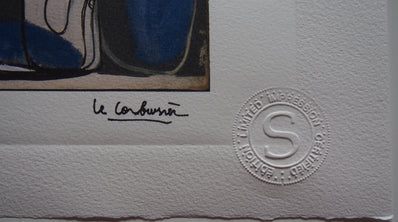 Le Corbusier
LIMITED IMPRESSION CERTIFIED EDITION
S